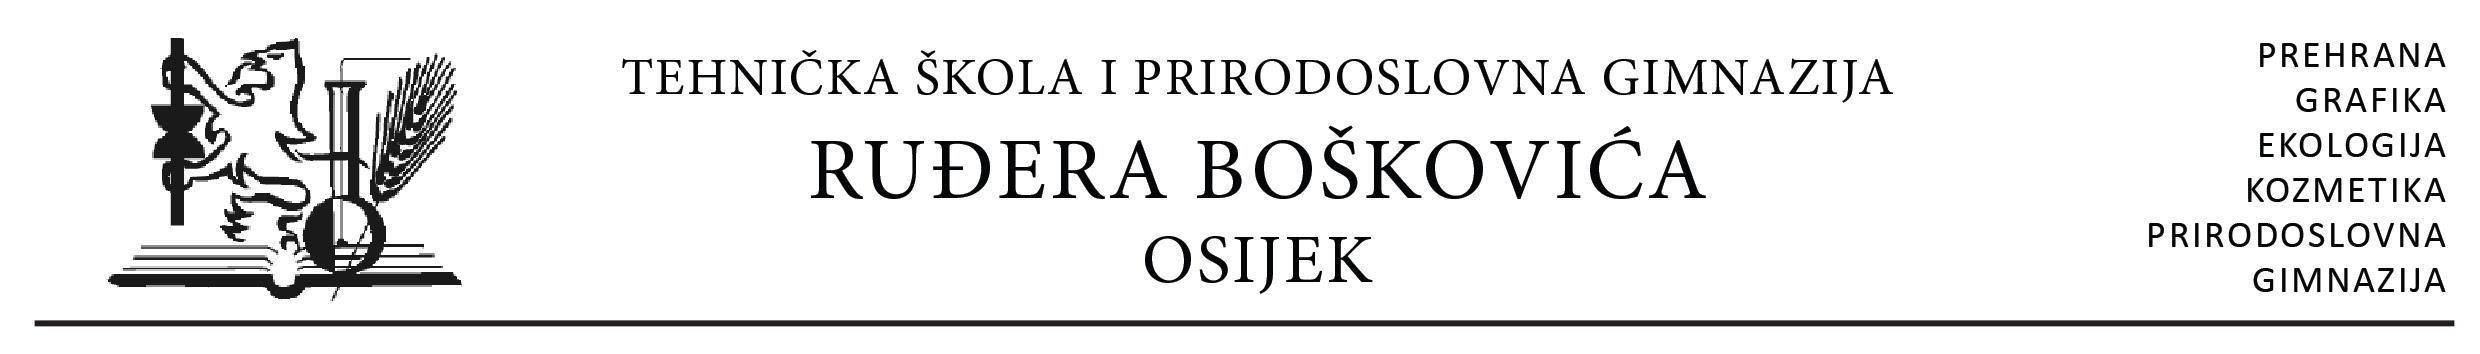 TEHNIČKA ŠKOLA I PRIRODOSLOVNA GIMNAZIJA
RUĐERA BOŠKOVIĆA
OSIJEK
PREHRANA
GRAFIKA
EKOLOGIJA
KOZMETIKA
PRIRODOSLOVNA
GIMNAZIJA